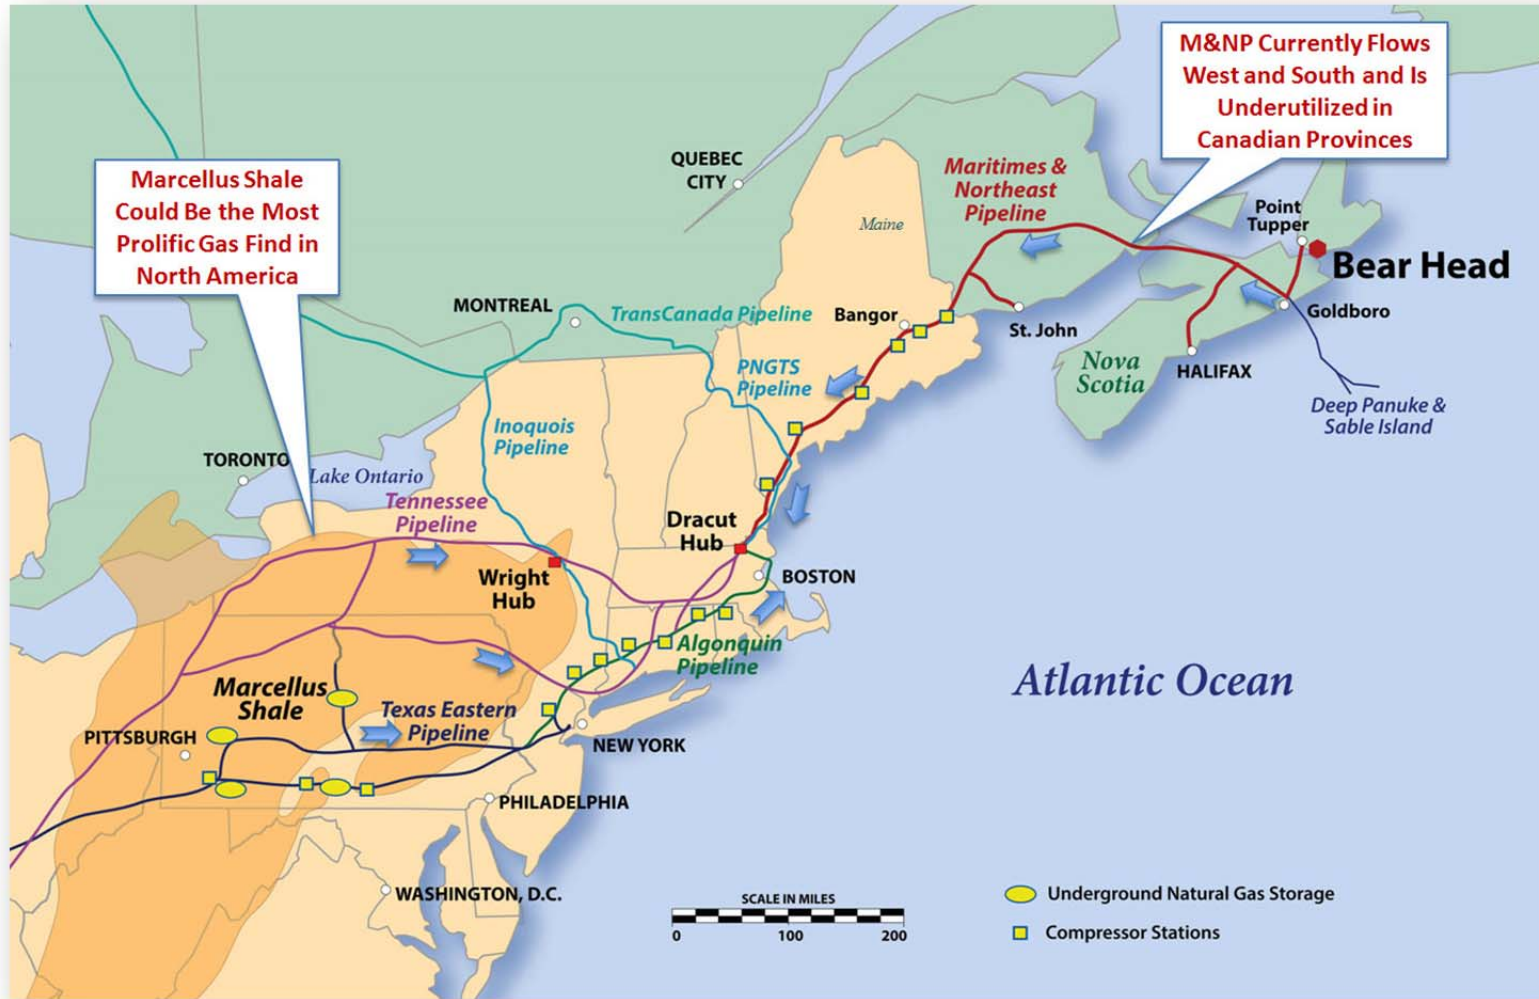 M&NP Currently Flows
West and South and Is
Underutilized in
Canadian Provinces
Marcellus Shale
Could Be the Most
Prolific Gas Find in
North America
QUEBEC
CITY
Maritimes &
Northeast
Pipeline
Maine
Point
Tupper
Bear Head
MONTREAL
TransCanada Pipeline
Bangor
St. John
Goldboro
PNGTS
Pipeline
Nova
Scotia
HALIFAX
Deep Panuke &
Sable Island
Inoquois
Pipeline
TORONTO
Lake Ontario
Tennessee
Pipeline
Dracut
Hub
Wright
Hub
BOSTON
Algonquin
Pipeline
Atlantic Ocean
Marcellus
Shale
Texas Eastern
Pipeline
PITTSBURGH
NEW YORK
PHILADELPHIA
WASHINGTON, D.C.
SCALE IN MILES
0 100 200
Underground Natural Gas Storage
Compressor Stations